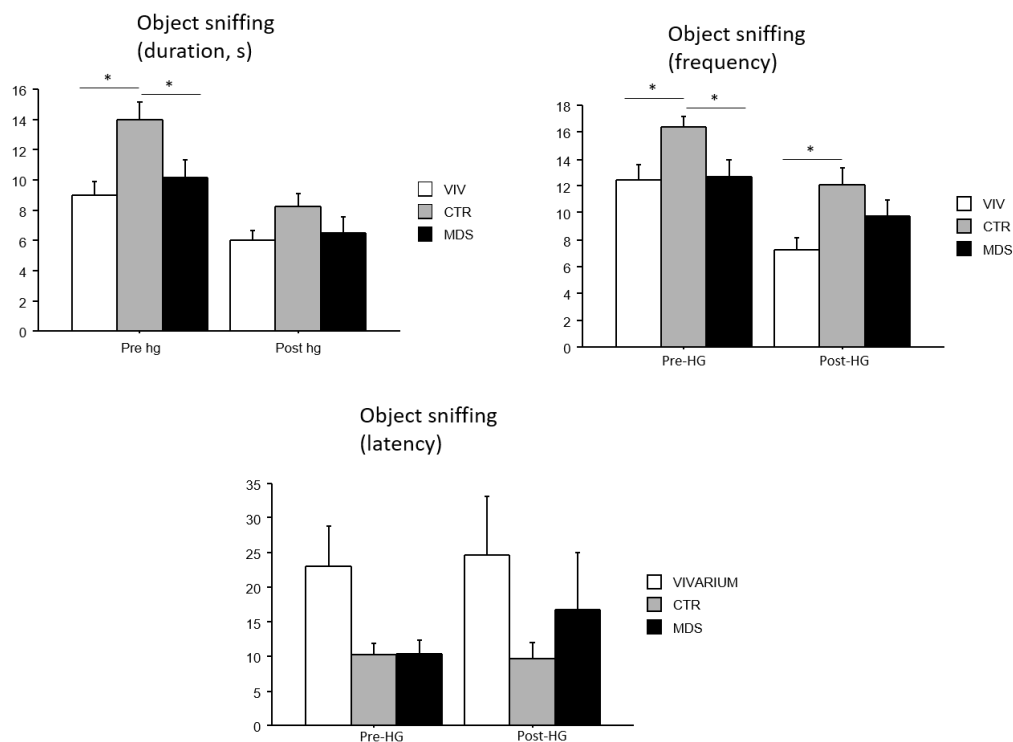 Object sniffing
(duration, s)
*
*
16
14
12
10
8
6
4
2
0
Pre hg
Post hg
VIV
CTR
MDS
Object sniffing
(frequency)
*
*
*
18
16
14
12
10
8
6
4
2
0
Pre-HG
Post-HG
VIV
CTR
MDS
Object sniffing
(latency)
35
30
25
20
15
10
5
0
Pre-HG
Post-HG
VIVARIUM
CTR
MDS